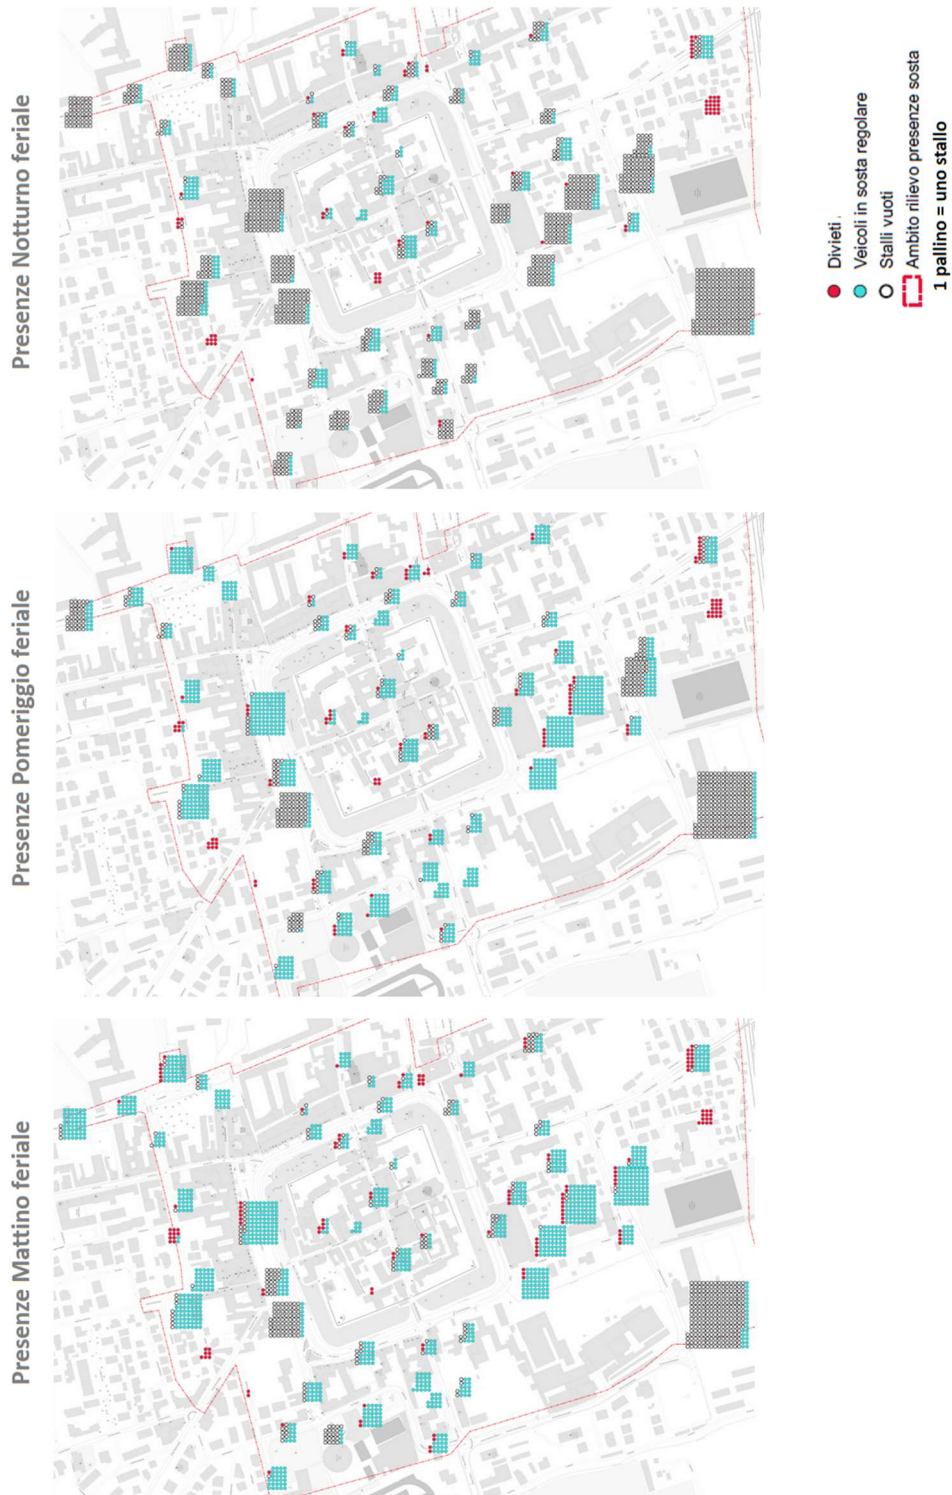 Presenze Mattino feriale
Presenze Pomeriggio feriale
Presenze Notturno feriale
Divieti .
Veicoli in sosta regolare
Stalli vuoti
Ambito rilievo presenze sosta
1 pallino = uno stallo